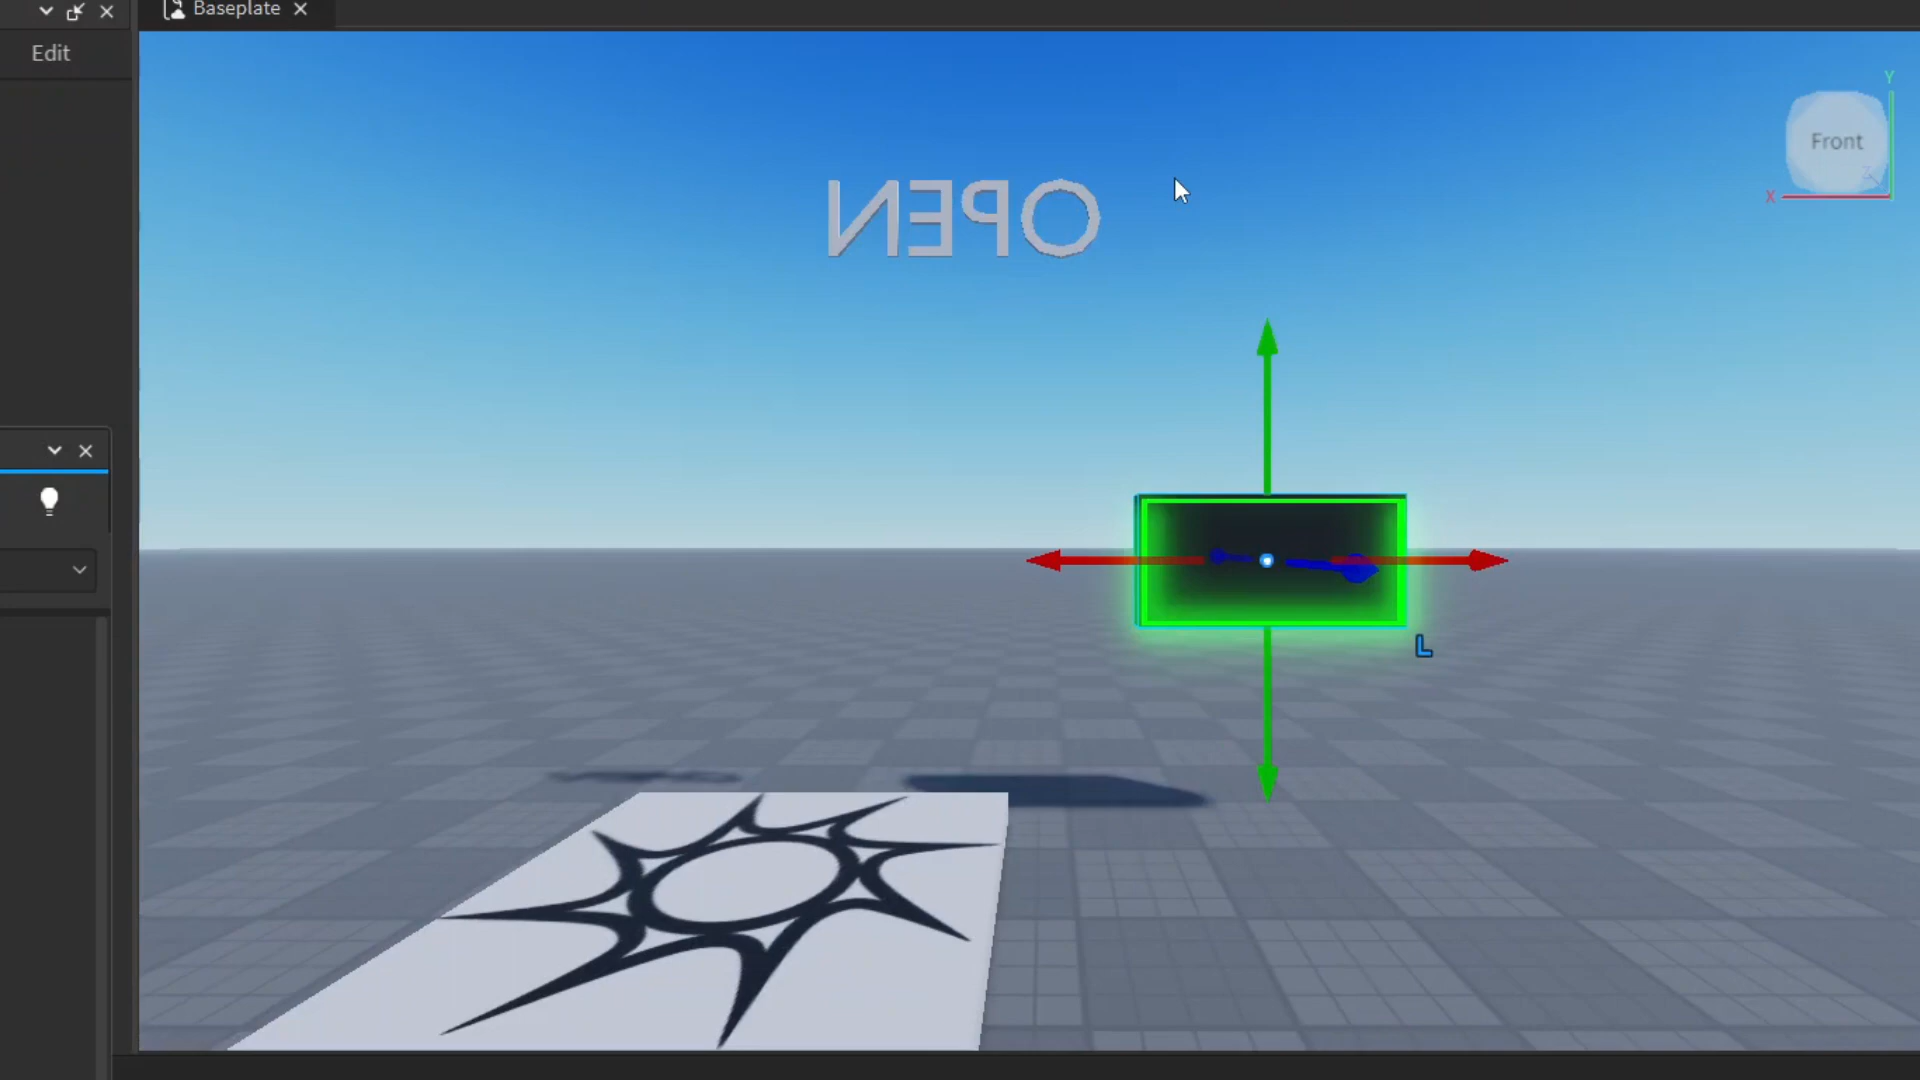 Baseplate
Edit
Y
Front
Z
X
OPEN
L